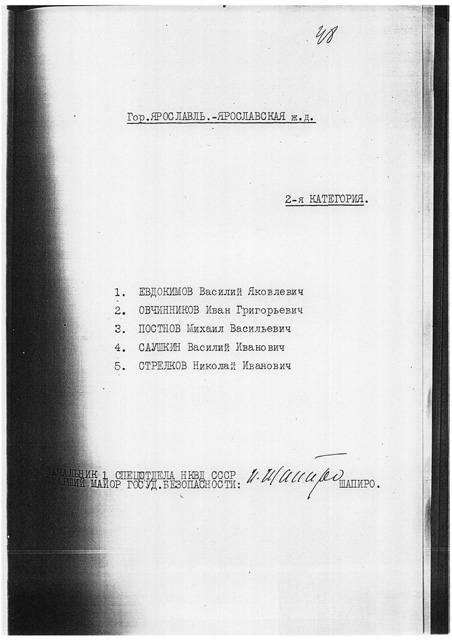 Гор.ЯРОСЛАВЛЬ.-ЯРОСЛАВСКАЯ ж.д.
2-я КАТЕГОРИЯ.
1. ЕВДОКИМОВ Василий Яковлевич
2. ОВЧИННИКОВ Иван Григорьевич
3. ПОСТНОВ Михаил Васильевич
4. САУШКИН Василий Иванович
5. СТРЕЛКОВ Николай Иванович
НАЧАЛЬНИК 1 СПЕЦОТДЕЛА НКВД СССР
СТАРШИЙ МАЙОР ГОСУД.БЕЗОПАСНОСТИ: И. Шапиро ШАПИРО.